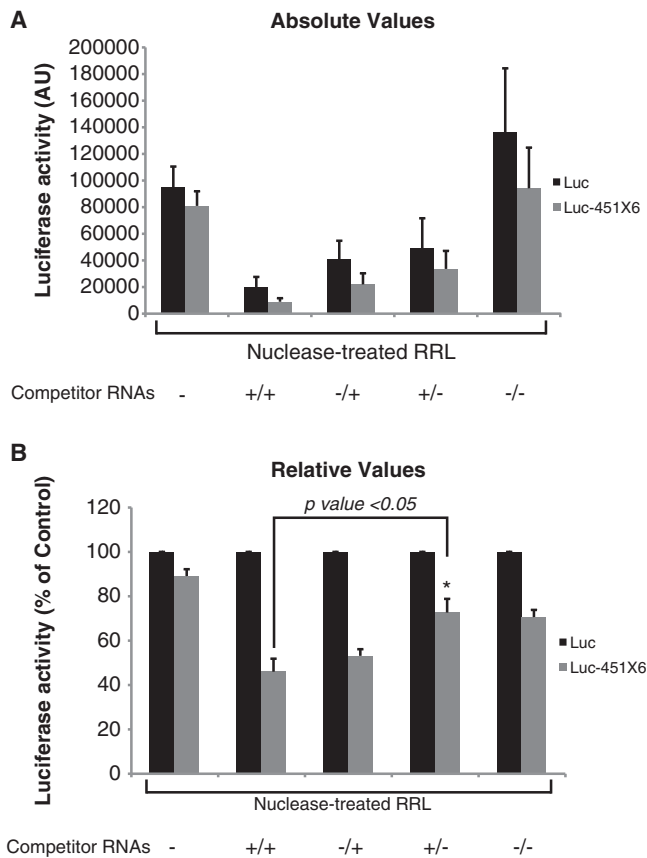 A
Absolute Values
Luciferase activity (AU)
200000
180000
160000
140000
120000
100000
80000
60000
40000
20000
0
Luc
Luc-451X6
Nuclease-treated RRL
Competitor RNAs - +/+ -/+ +/- -/-
B
Relative Values
Luciferase activity (% of Control)
p value <0.05
120
100
80
60
40
20
0
*
Luc
Luc-451X6
Nuclease-treated RRL
Competitor RNAs - +/+ -/+ +/- -/-